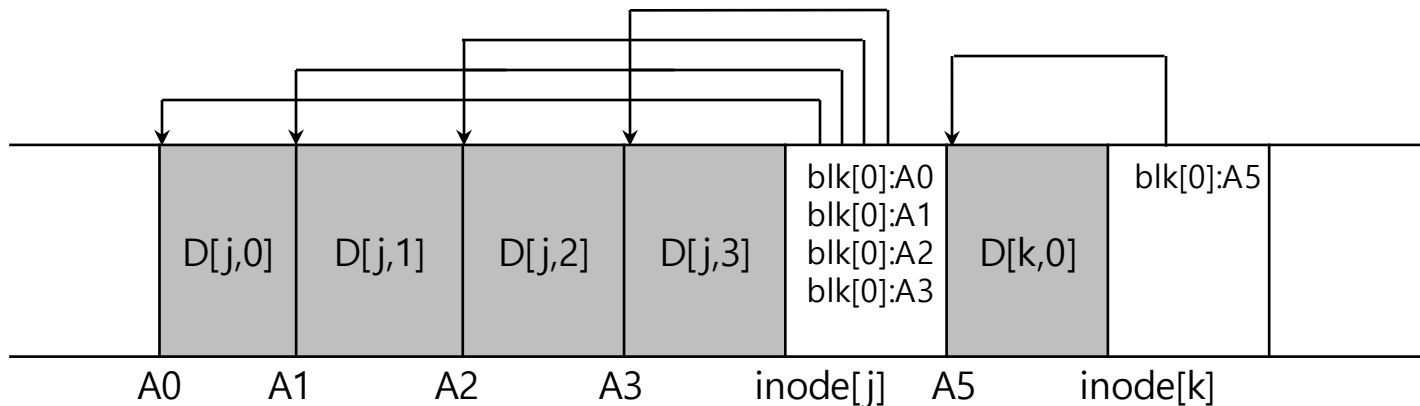 blk[0]:A0
blk[0]:A1
blk[0]:A2
blk[0]:A3
blk[0]:A5
D[j,0] D[j,1] D[j,2] D[j,3] D[k,0]
A0 A1 A2 A3 inode[j] A5 inode[k]